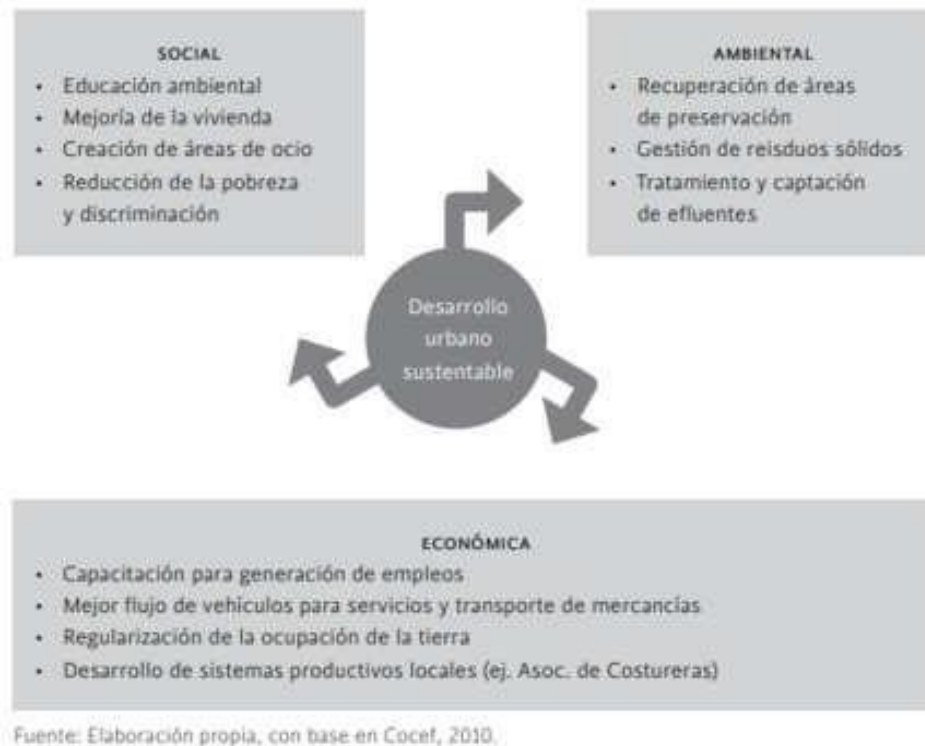 SOCIAL
• Educación ambiental
• Mejoría de la vivienda
• Creación de áreas de ocio
• Reducción de la pobreza
y discriminación
AMBIENTAL
• Recuperación de áreas
de preservación
• Gestión de reisduos sólidos
• Tratamiento y captación
de efluentes
Desarrollo
urbano
sustentable
ECONÓMICA
• Capacitación para generación de empleos
• Mejor flujo de vehículos para servicios y transporte de mercancías
• Regularización de la ocupación de la tierra
• Desarrollo de sistemas productivos locales (ej. Asoc. de Costureras)
Fuente: Elaboración propia, con base en Cocef, 2010.